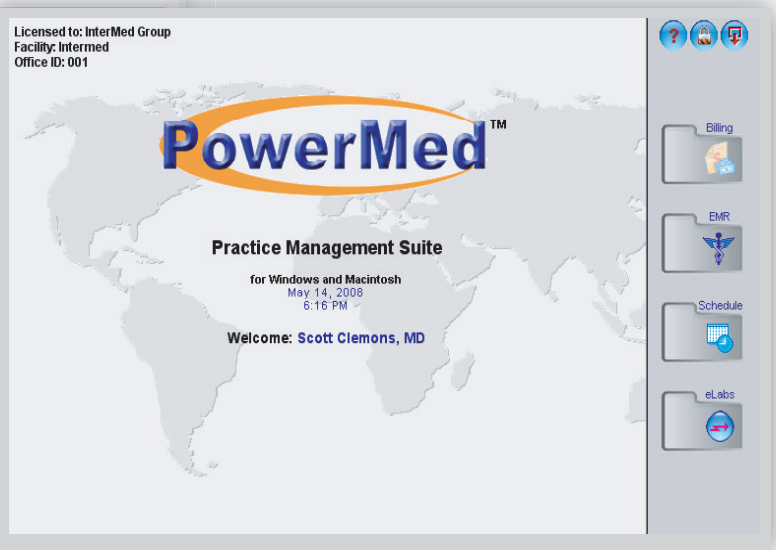 Licensed to: InterMed Group
Facility: Intermed
Office ID: 001
PowerMed™
Practice Management Suite
for Windows and Macintosh
May 14, 2008
6:16 PM
Welcome: Scott Clemons, MD
?
Billing
EMR
Schedule
eLabs